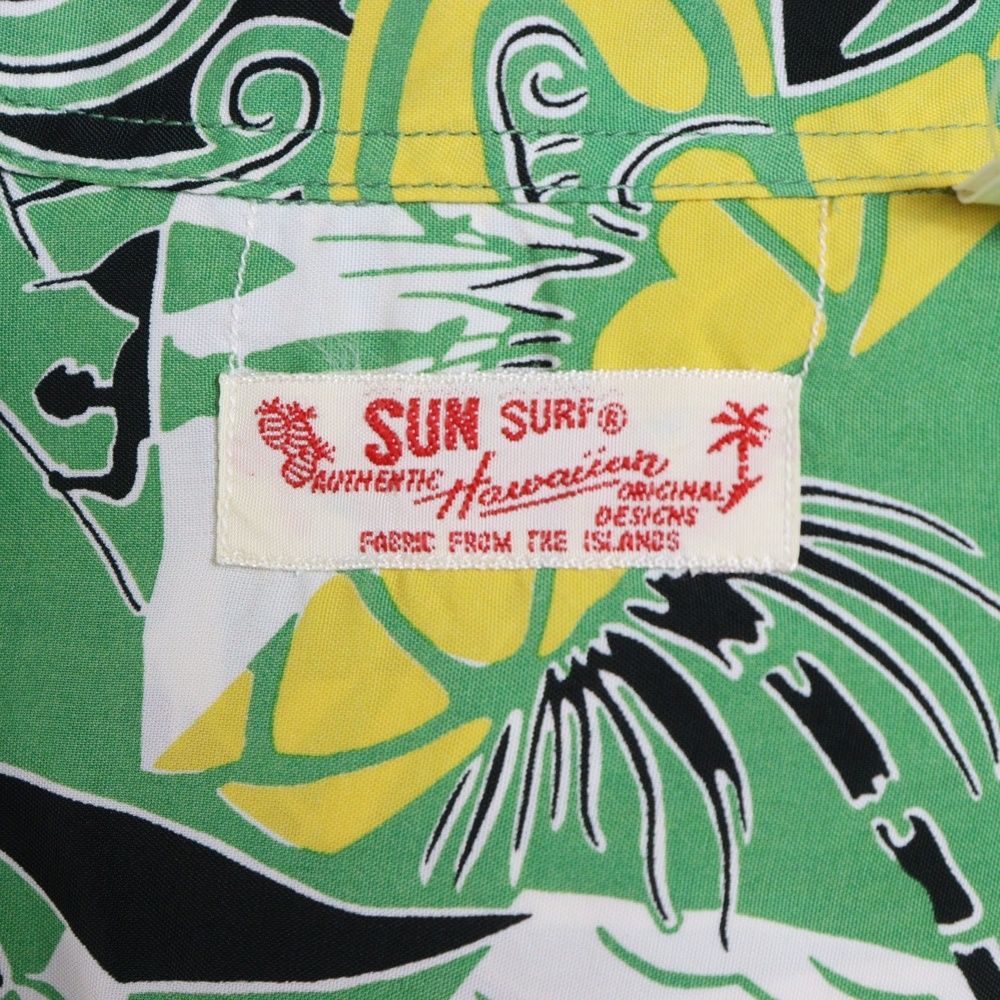 SUN SURF®
AUTHENTIC Hawaiian ORIGINAL
DESIGNS
FABRIC FROM THE ISLANDS